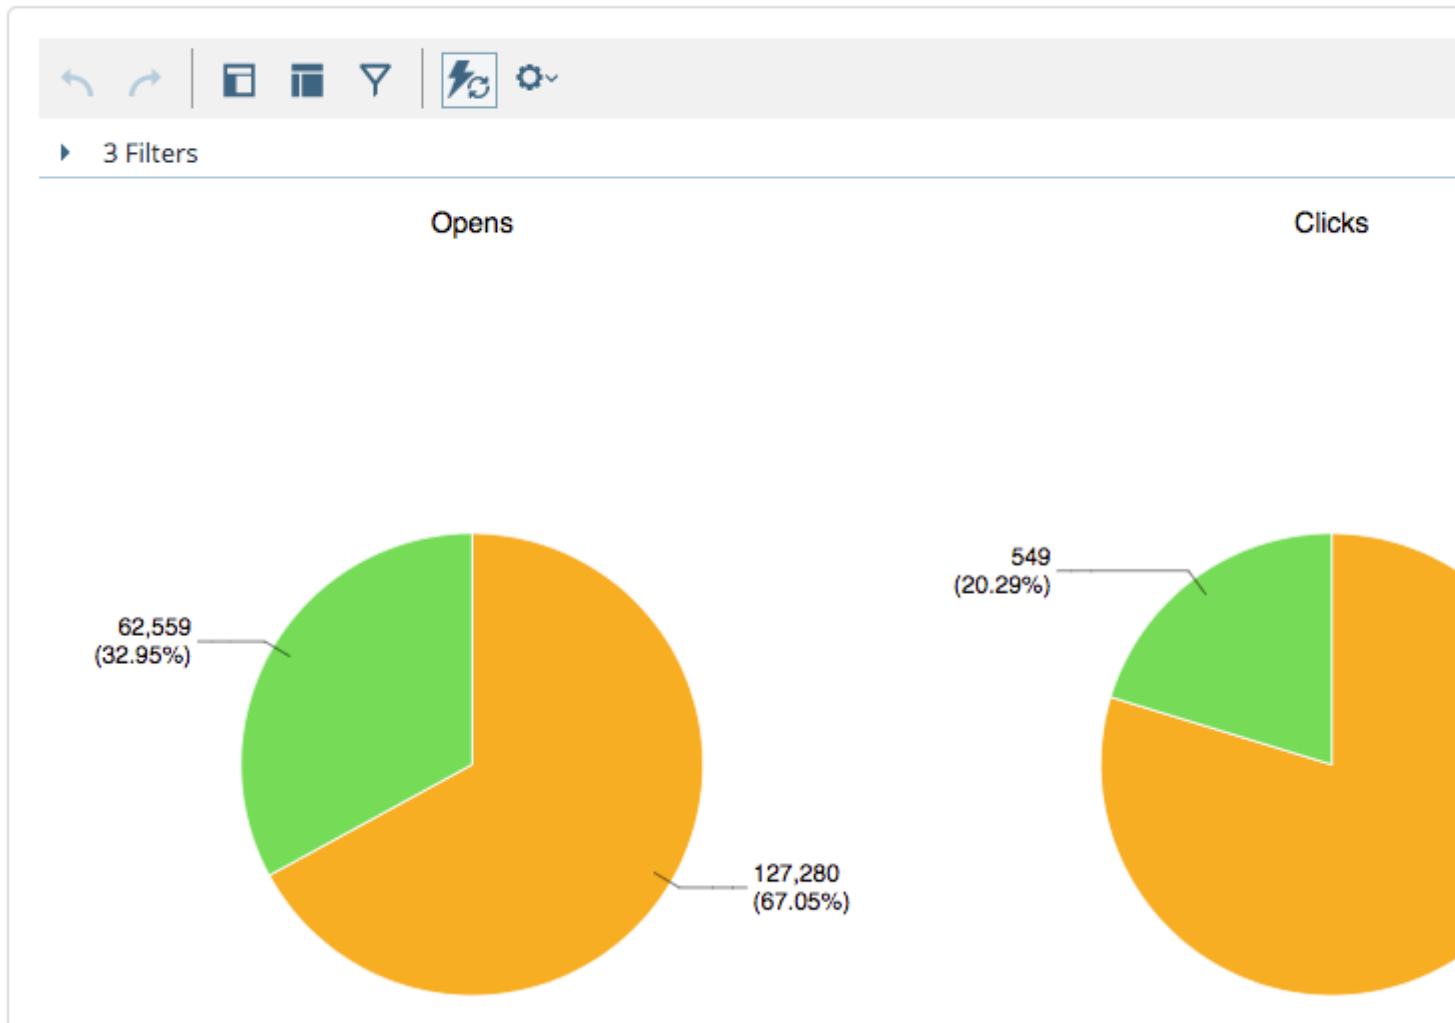 3 Filters
Opens
Clicks
549
(20.29%)
62,559
(32.95%)
127,280
(67.05%)